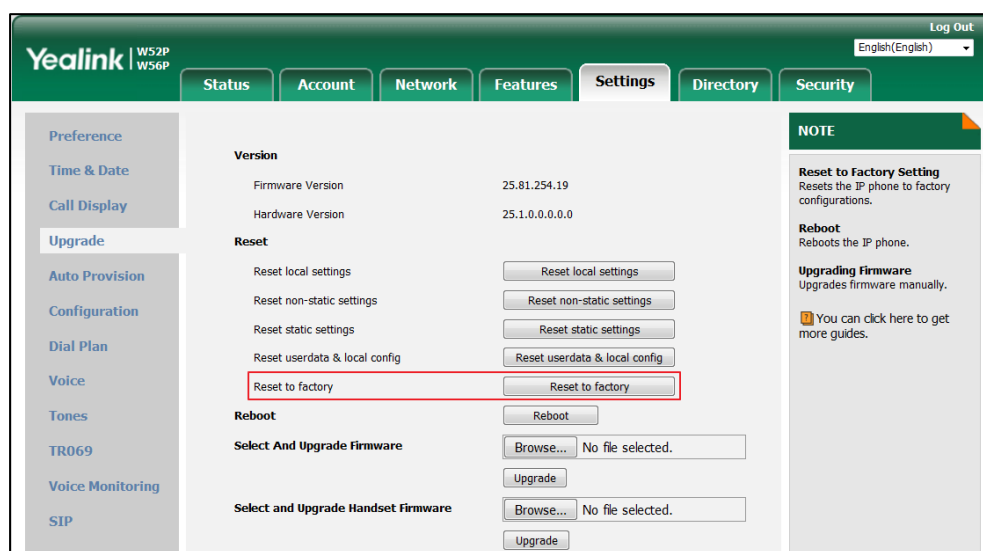 Log Out
Yealink | W52P
W56P
English(English)
Status Account Network Features Settings Directory Security
Preference
Time & Date
Call Display
Upgrade
Auto Provision
Configuration
Dial Plan
Voice
Tones
TR069
Voice Monitoring
SIP
Version
Firmware Version 25.81.254.19
Hardware Version 25.1.0.0.0.0.0
Reset
Reset local settings Reset local settings
Reset non-static settings Reset non-static settings
Reset static settings Reset static settings
Reset userdata & local config Reset userdata & local config
Reset to factory Reset to factory
Reboot Reboot
Select And Upgrade Firmware Browse... No file selected.
Upgrade
Select and Upgrade Handset Firmware Browse... No file selected.
Upgrade
NOTE
Reset to Factory Setting
Resets the IP phone to factory
configurations.
Reboot
Reboots the IP phone.
Upgrading Firmware
Upgrades firmware manually.
? You can click here to get
more guides.